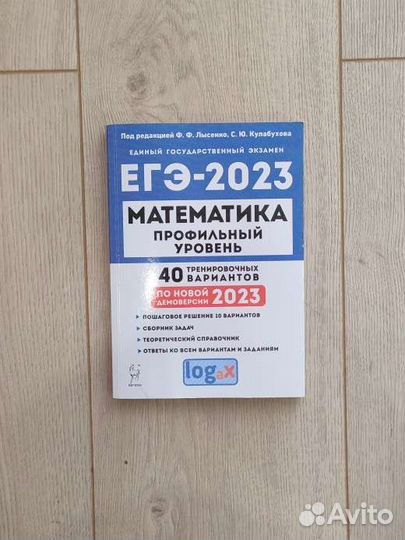 Под редакцией Ф. Ф. Лысенко, С. Ю. Кулабухова
ЕДИНЫЙ ГОСУДАРСТВЕННЫЙ ЭКЗАМЕН
ЕГЭ-2023
МАТЕМАТИКА
ПРОФИЛЬНЫЙ
УРОВЕНЬ
40 ТРЕНИРОВОЧНЫХ
ВАРИАНТОВ
ПО НОВОЙ
ДЕМОВЕРСИИ 2023
• ПОШАГОВОЕ РЕШЕНИЕ 10 ВАРИАНТОВ
• СБОРНИК ЗАДАЧ
• ТЕОРЕТИЧЕСКИЙ СПРАВОЧНИК
• ОТВЕТЫ КО ВСЕМ ВАРИАНТАМ И ЗАДАНИЯМ
logax
ЛЕГИОН
Avito